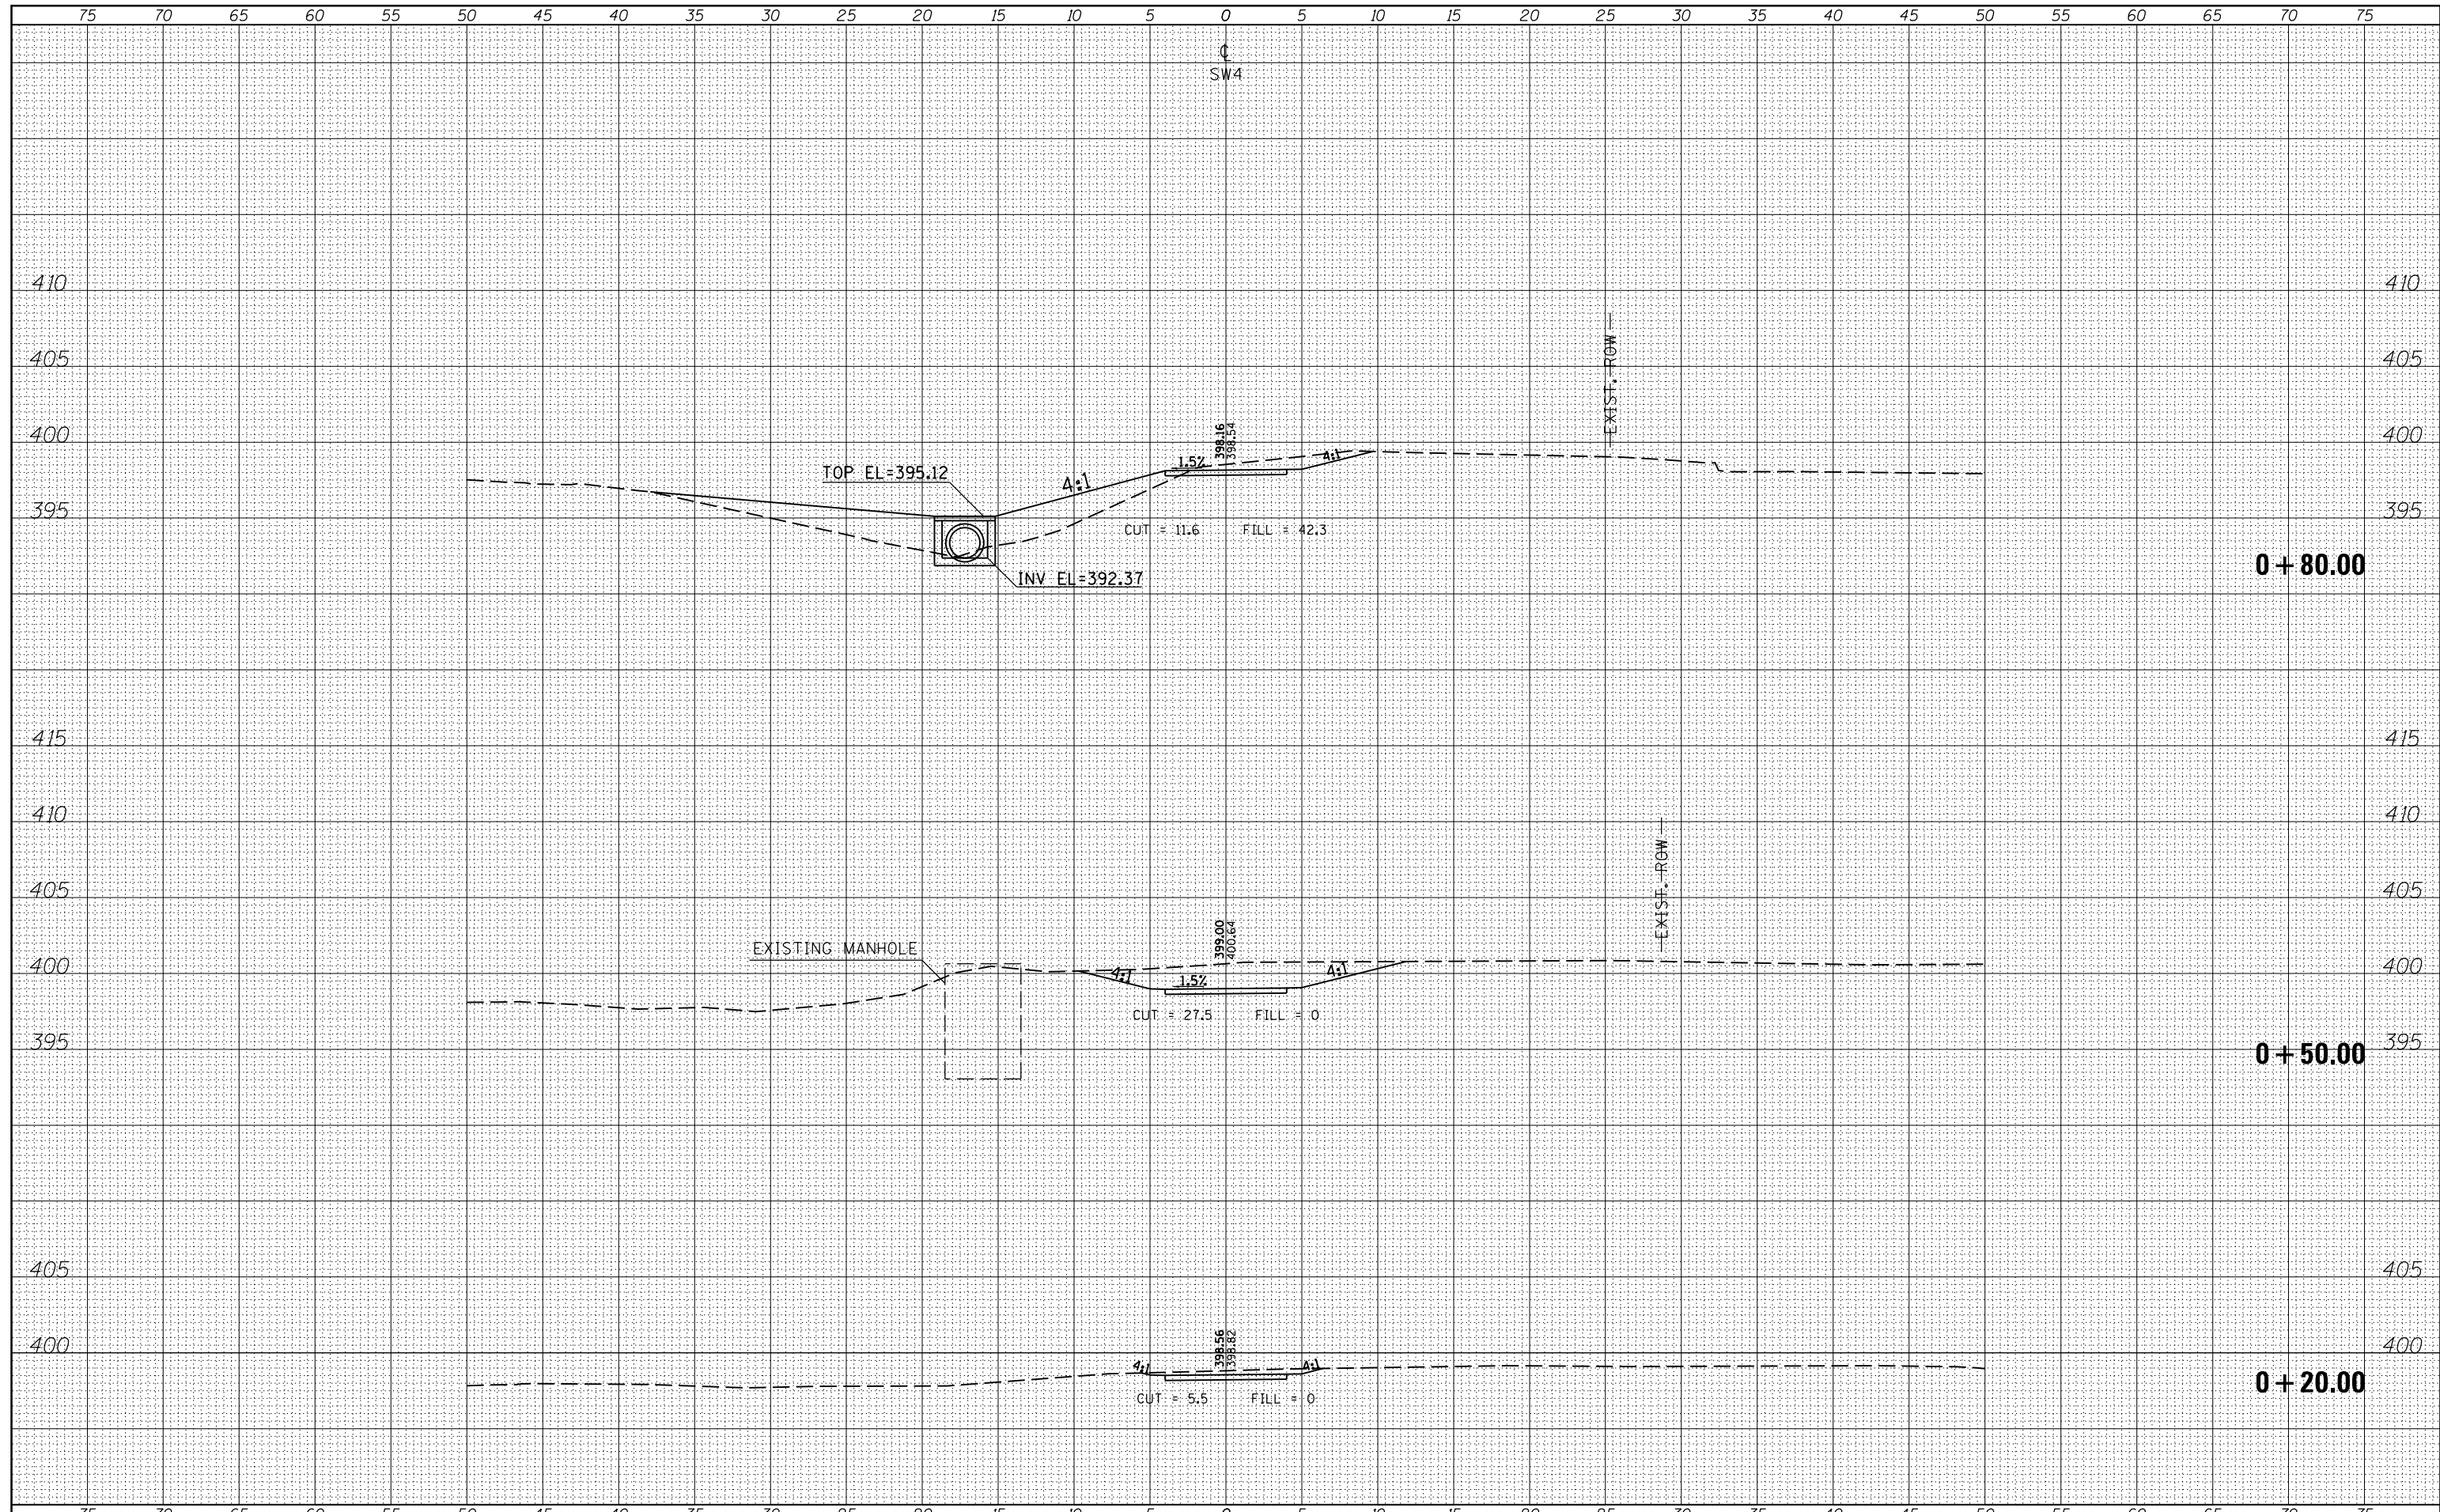 75 70 65 60 55 50 45 40 35 30 25 20 15 10 5 0 5 10 15 20 25 30 35 40 45 50 55 60 65 70 75
℄
SW4
410 410
EXIST. ROW
405 405
400 398.16 398.54 400
TOP EL=395.12 4:1 1.5% 4:1
395 CUT = 11.6 FILL = 42.3 395
0+80.00
INV EL=392.37
415 415
410 410
EXIST. ROW
405 405
399.00 400.64
EXISTING MANHOLE
400 4:1 1.5% 4:1 400
CUT = 27.5 FILL = 0
395 0+50.00 395
405 405
400 398.56 398.82 400
4:1 4:1
0+20.00
CUT = 5.5 FILL = 0
75 70 65 60 55 50 45 40 35 30 25 20 15 10 5 0 5 10 15 20 25 30 35 40 45 50 55 60 65 70 75